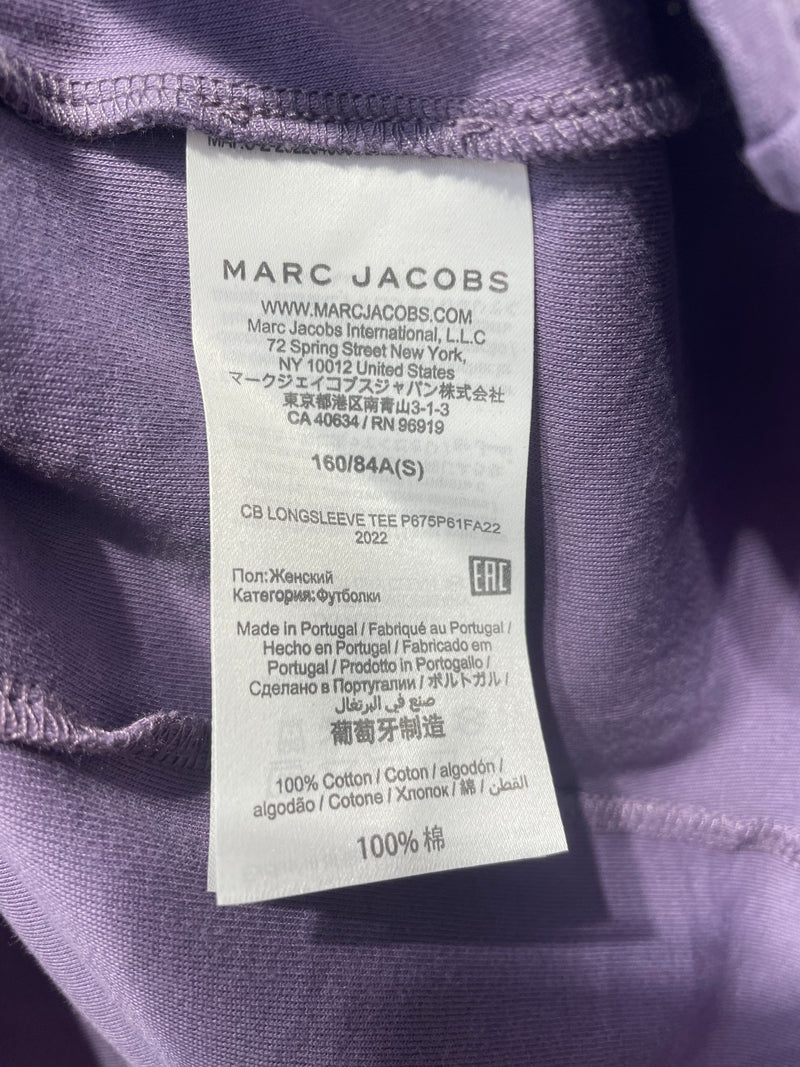 MARC JACOBS
WWW.MARCJACOBS.COM
Marc Jacobs International, L.L.C
72 Spring Street New York,
NY 10012 United States
マークジェイコブスジャパン株式会社
東京都港区南青山3-1-3
CA 40634 / RN 96919
160/84A(S)
CB LONGSLEEVE TEE P675P61FA22
2022
Пол:Женский
EAC
Категория:Футболки
Made in Portugal / Fabriqué au Portugal /
Hecho en Portugal / Fabricado em
Portugal / Prodotto in Portogallo /
Сделано в Португалии / ポルトガル /
صنع في البرتغال
葡萄牙制造
100% Cotton / Coton / algodón /
algodão / Cotone / Хлопок / 綿 / القطن
100% 棉